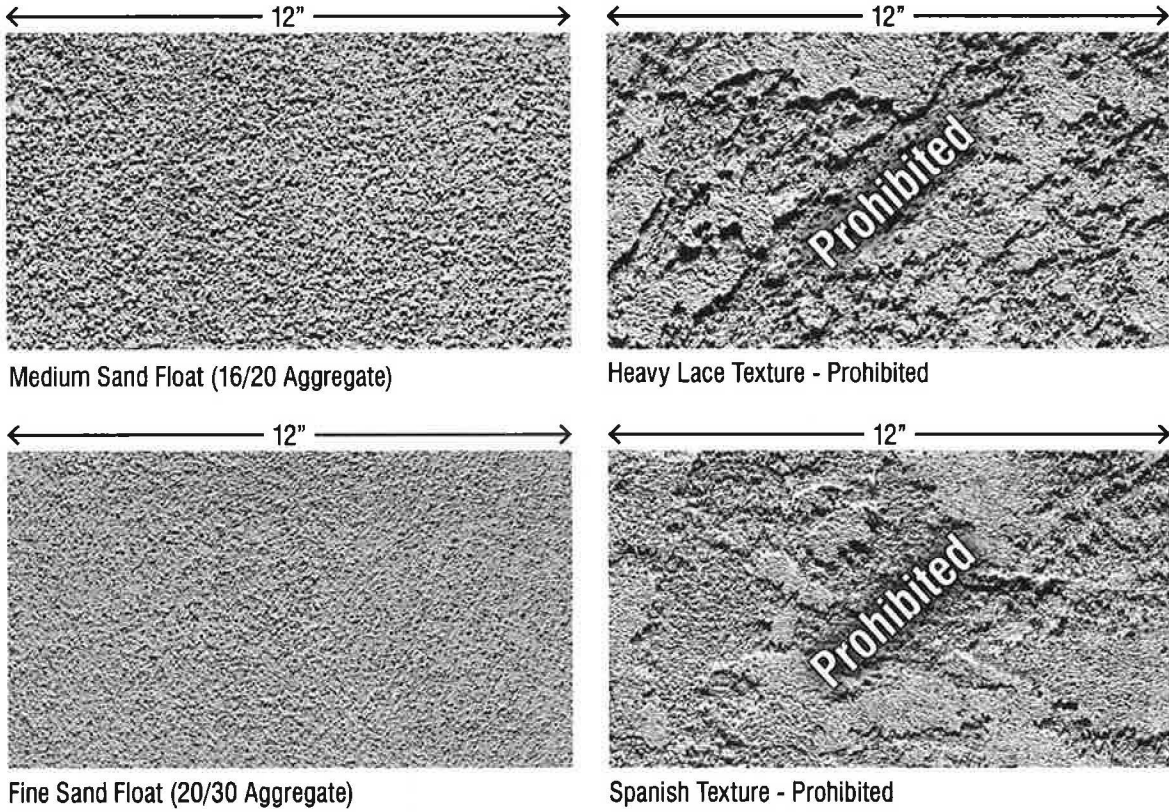 12”
12”
Prohibited
Medium Sand Float (16/20 Aggregate)
Heavy Lace Texture - Prohibited
12”
12”
Prohibited
Fine Sand Float (20/30 Aggregate)
Spanish Texture - Prohibited